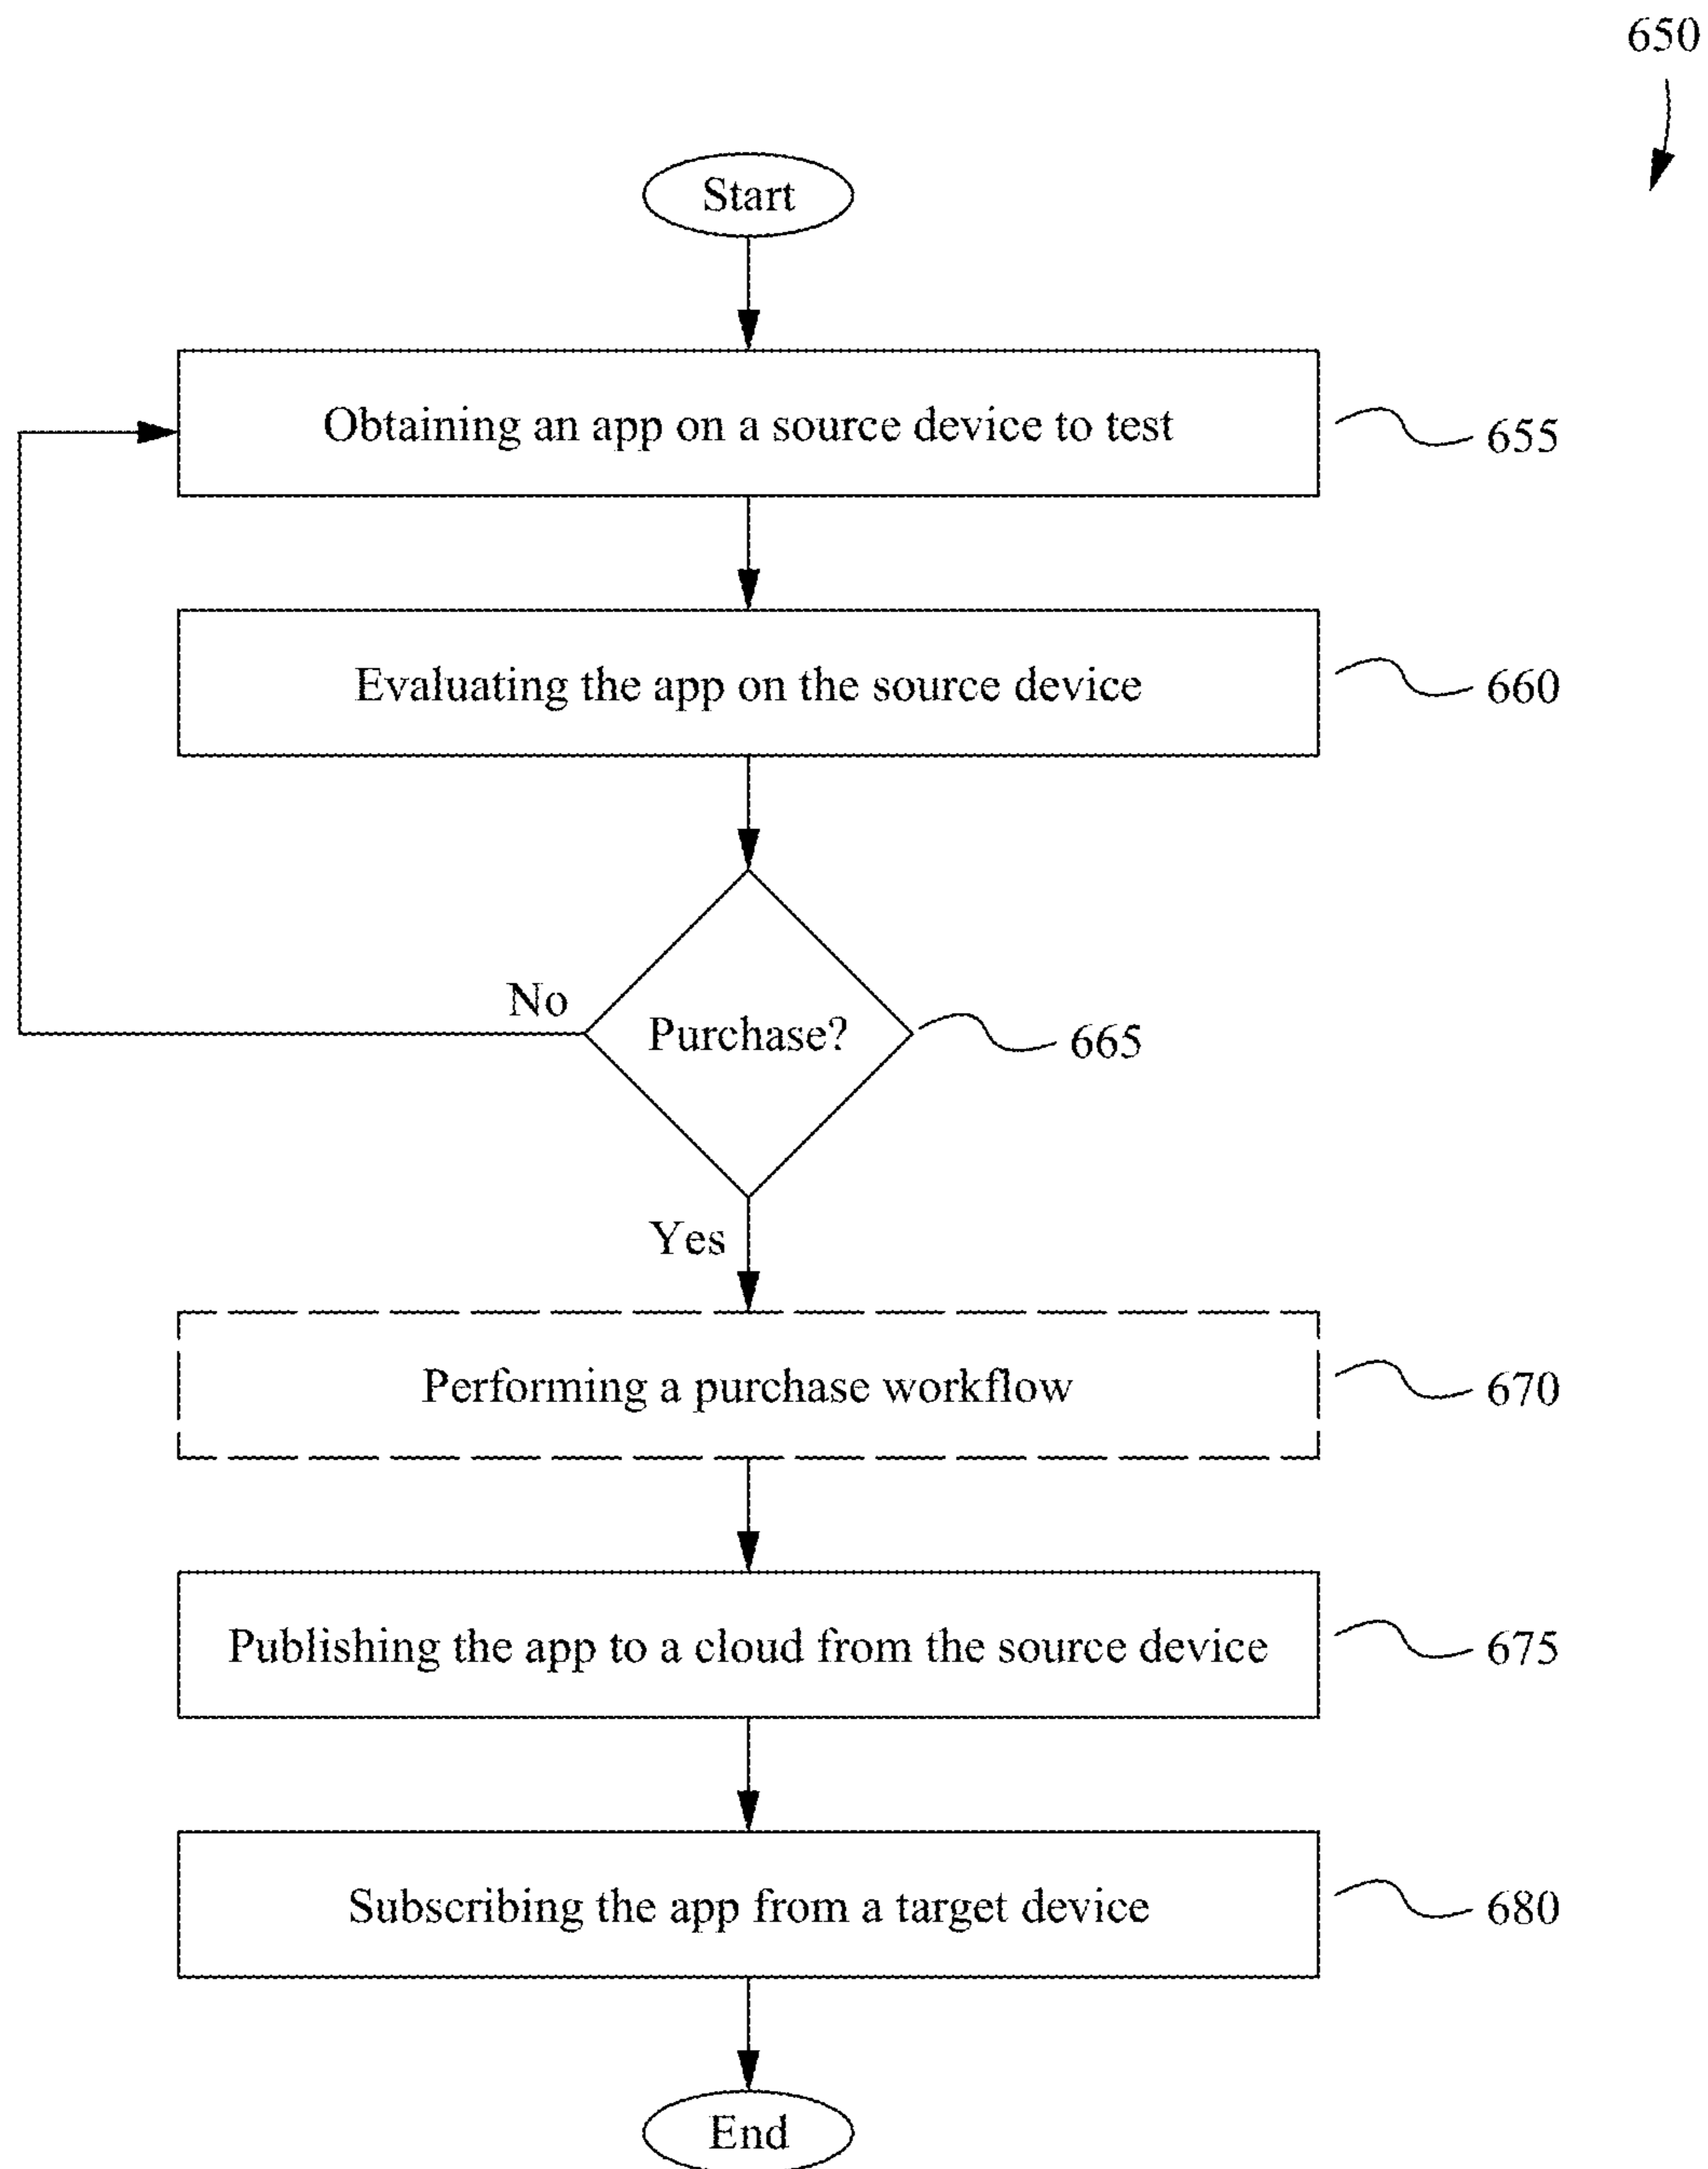 650
Start
Obtaining an app on a source device to test
655
Evaluating the app on the source device
660
No
Purchase?
665
Yes
Performing a purchase workflow
670
Publishing the app to a cloud from the source device
675
Subscribing the app from a target device
680
End